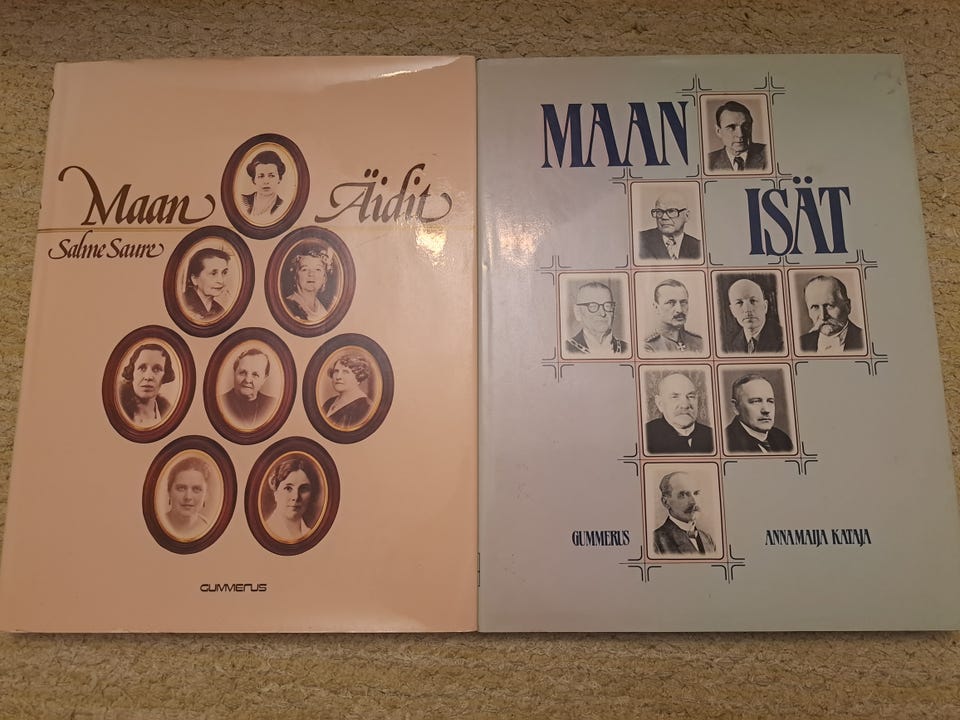 Maan Äidit
Salme Saure
GUMMERUS
MAAN
ISÄT
GUMMERUS
ANNAMAIJA KATAJA